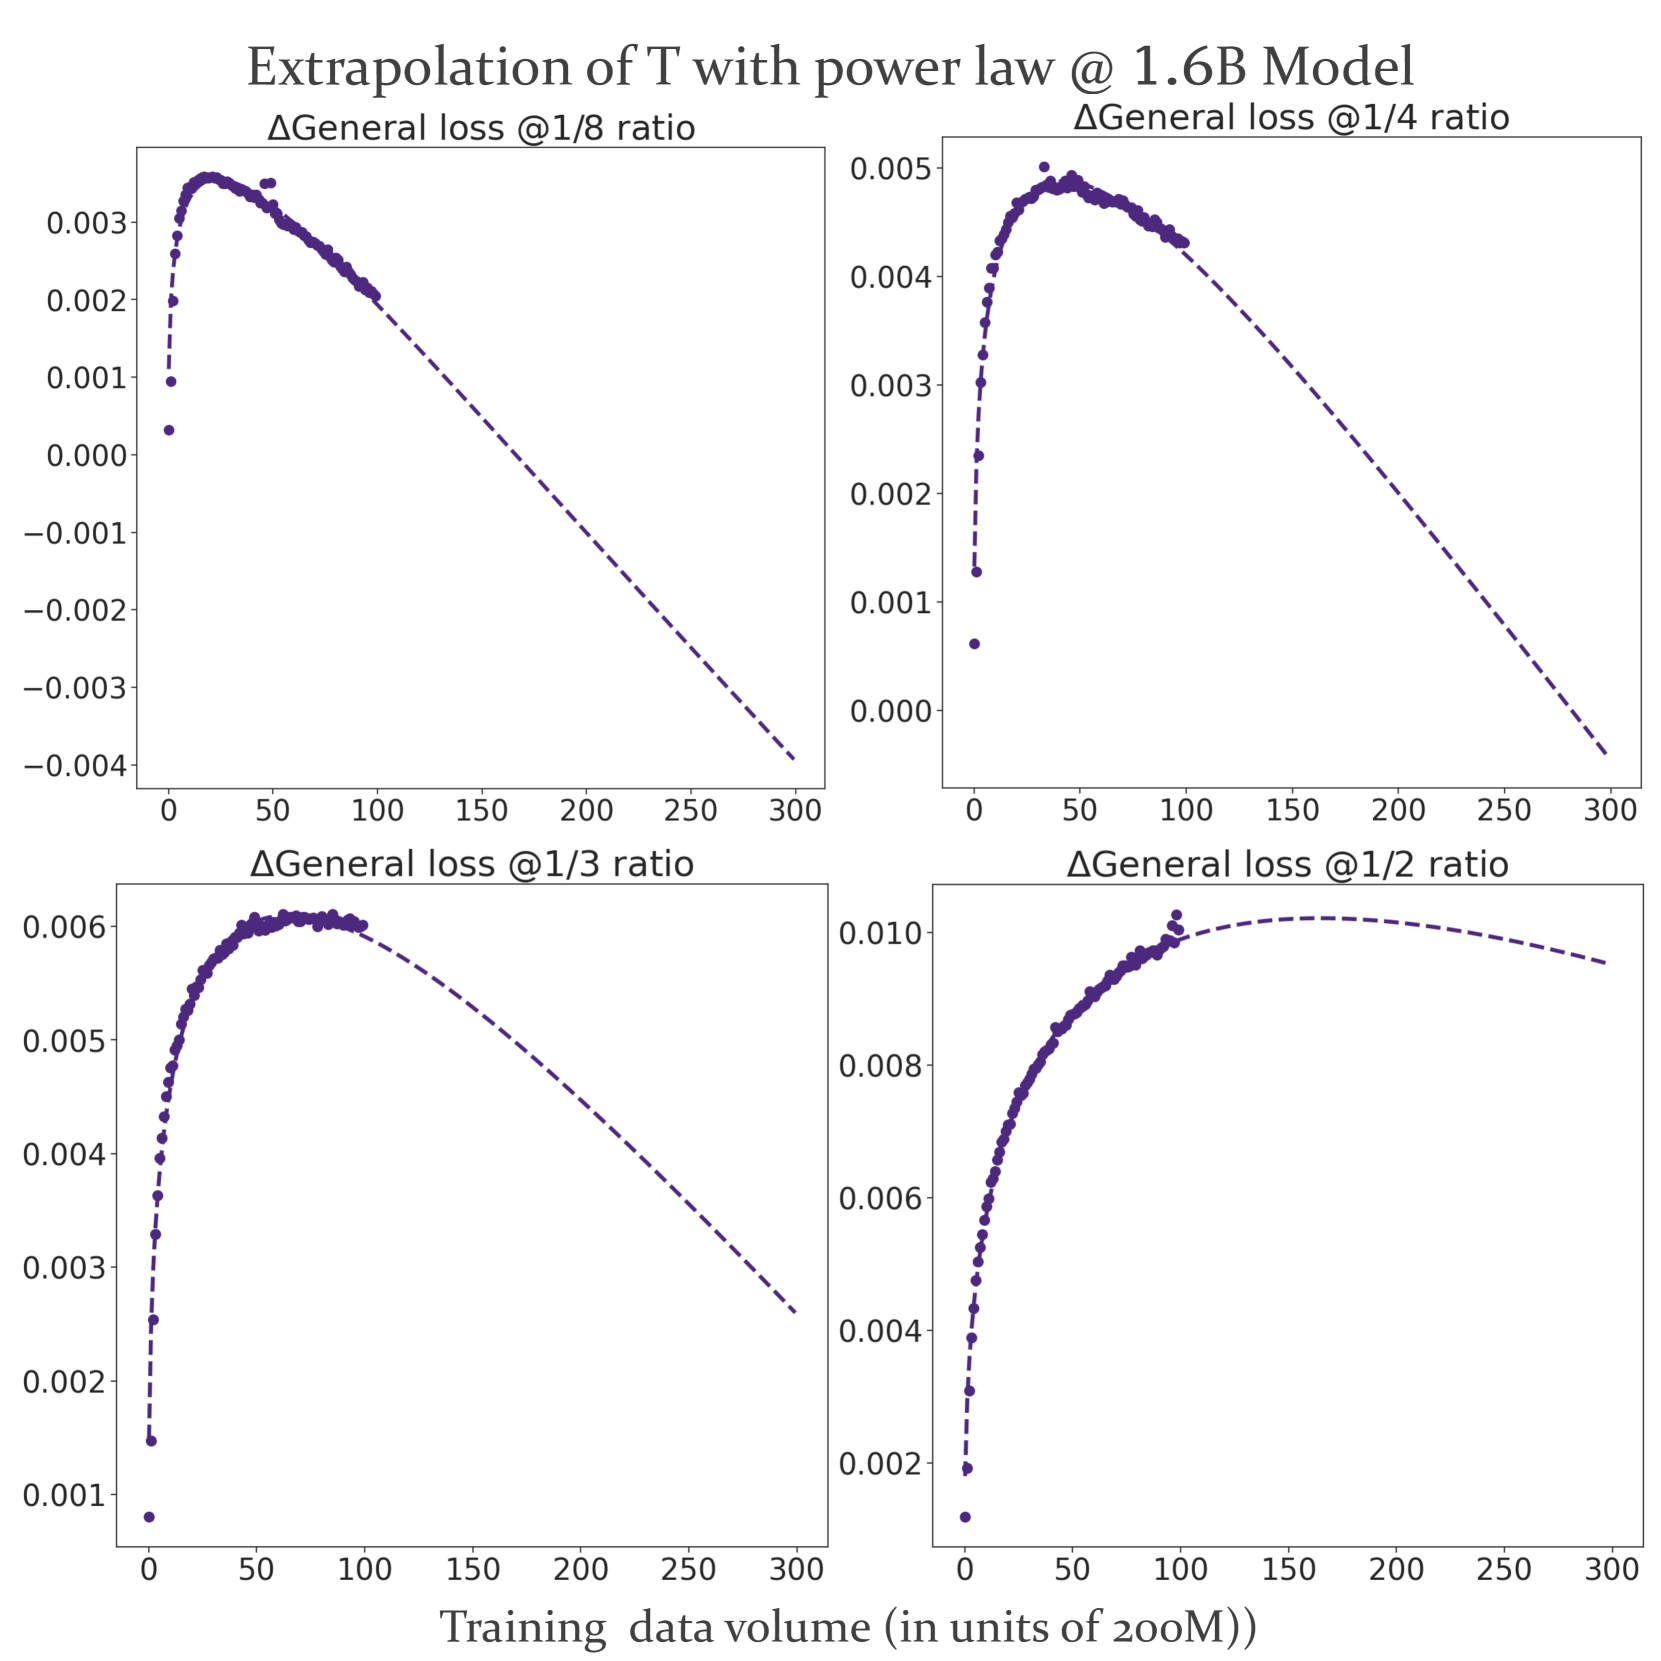 Extrapolation of T with power law @ 1.6B Model
ΔGeneral loss @1/8 ratio
0.003
0.002
0.001
0.000
−0.001
−0.002
−0.003
−0.004
0 50 100 150 200 250 300
ΔGeneral loss @1/4 ratio
0.005
0.004
0.003
0.002
0.001
0.000
0 50 100 150 200 250 300
ΔGeneral loss @1/3 ratio
0.006
0.005
0.004
0.003
0.002
0.001
0 50 100 150 200 250 300
ΔGeneral loss @1/2 ratio
0.010
0.008
0.006
0.004
0.002
0 50 100 150 200 250 300
Training data volume (in units of 200M))